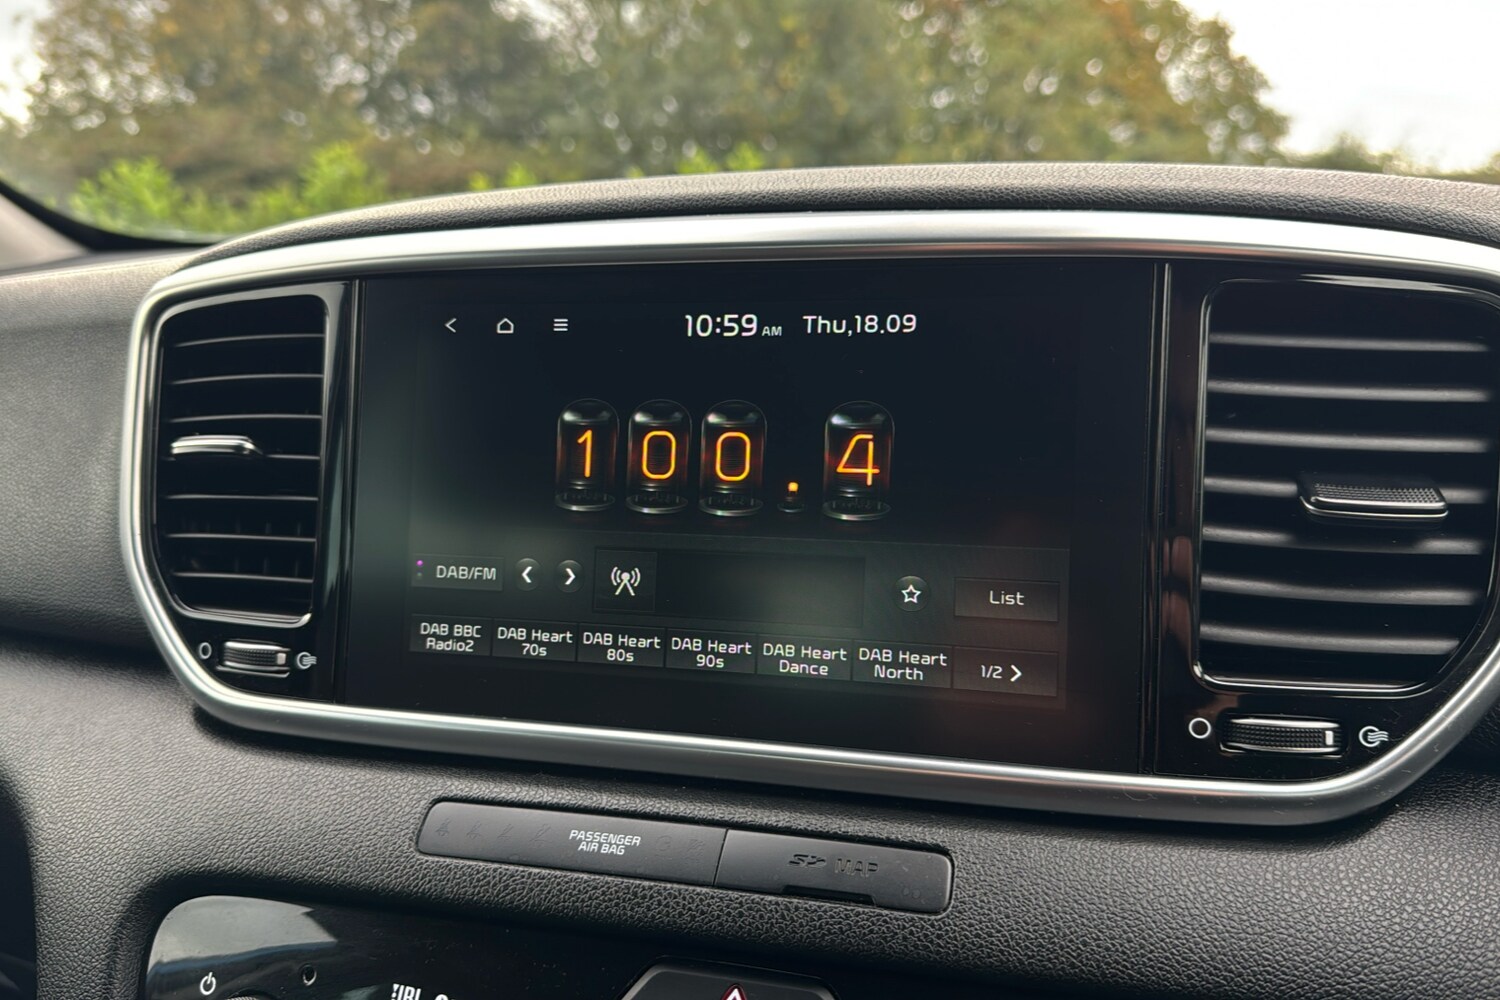 10:59 AM Thu,18.09
100.4
DAB/FM
List
DAB BBC
Radio2
DAB Heart
70s
DAB Heart
80s
DAB Heart
90s
DAB Heart
Dance
DAB Heart
North
1/2
PASSENGER
AIR BAG
MAP